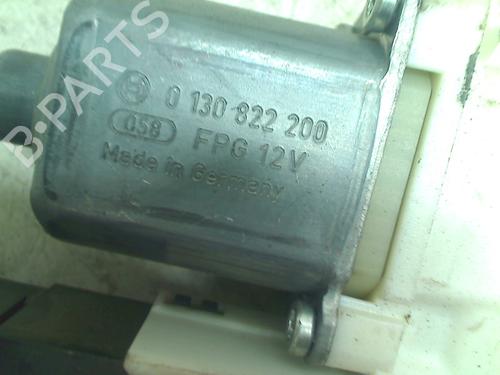 B-PARTS
0 130 822 200
058 FPG 12V
Made in Germany